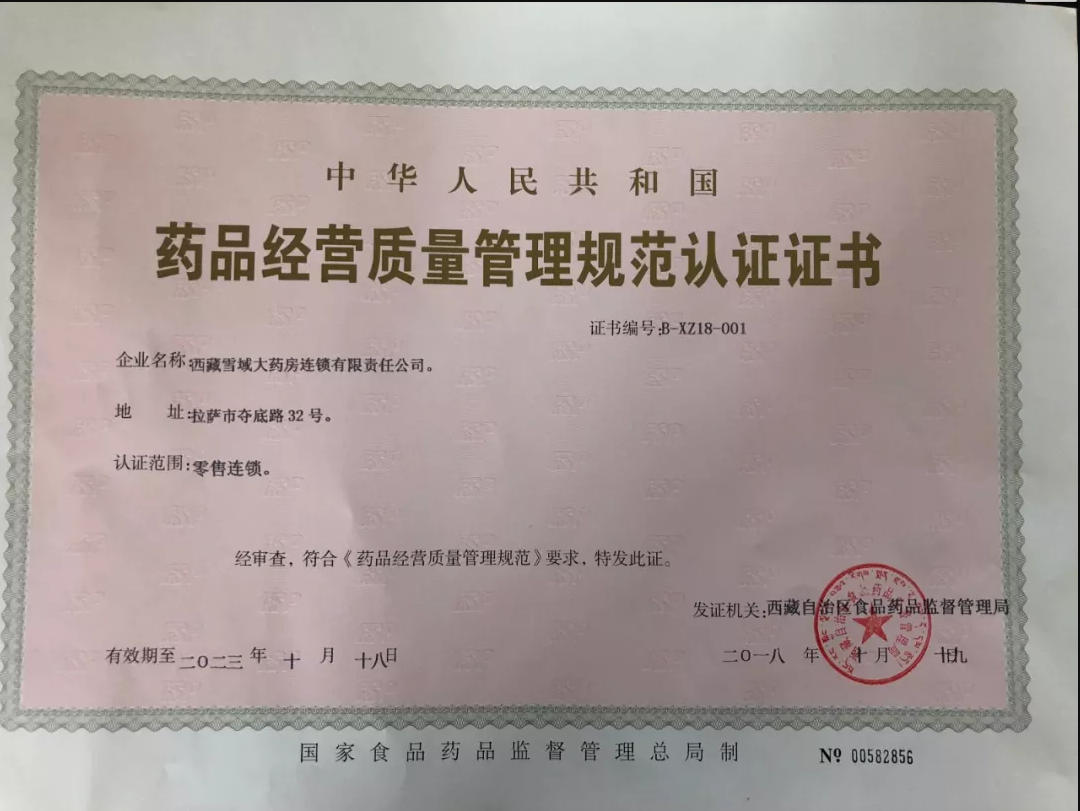 中华人民共和国
药品经营质量管理规范认证证书
证书编号:B-XZ18-001
企业名称:西藏雪域大药房连锁有限责任公司。
地 址:拉萨市夺底路 32 号。
认证范围:零售连锁。
经审查，符合《药品经营质量管理规范》要求，特发此证。
发证机关:西藏自治区食品药品监督管理局
有效期至 二〇二三 年 十 月 十八日
二〇一八 年 十 月 十九日
国家食品药品监督管理总局制
Nº 00582856